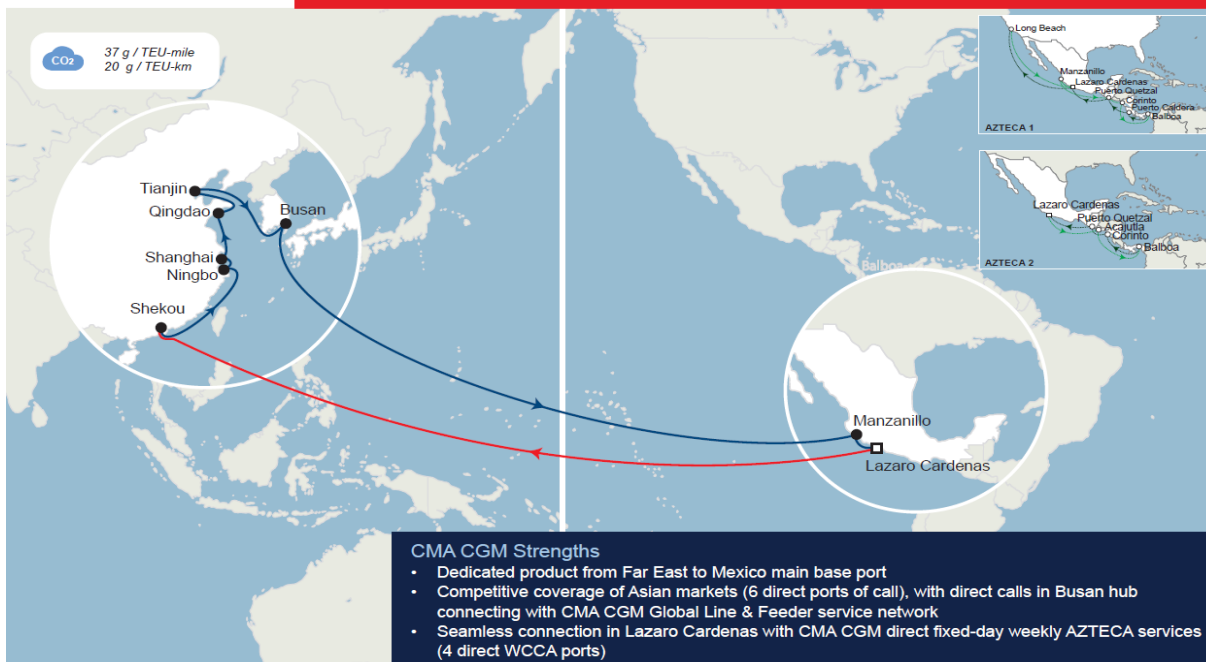 37 g / TEU-mile
20 g / TEU-km
CO2
Long Beach
Manzanillo
Lazaro Cardenas
Puerto Quetzal
Corinto
Puerto Caldera
Balboa
AZTECA 1
Lazaro Cardenas
Puerto Quetzal
Acajutla
Corinto
Balboa
AZTECA 2
Tianjin
Qingdao
Busan
Shanghai
Ningbo
Shekou
Balboa
Manzanillo
Lazaro Cardenas
CMA CGM Strengths
• Dedicated product from Far East to Mexico main base port
• Competitive coverage of Asian markets (6 direct ports of call), with direct calls in Busan hub
connecting with CMA CGM Global Line & Feeder service network
• Seamless connection in Lazaro Cardenas with CMA CGM direct fixed-day weekly AZTECA services
(4 direct WCCA ports)